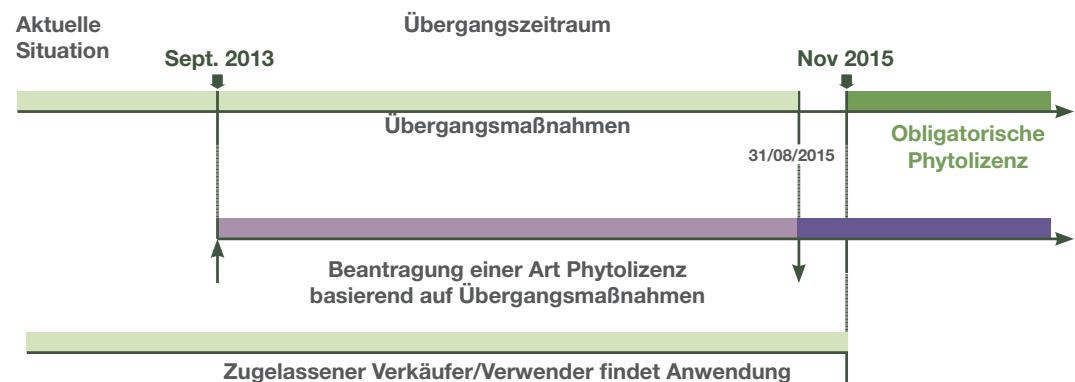 Aktuelle
Situation
Übergangszeitraum
Sept. 2013
Nov 2015
Übergangsmaßnahmen
31/08/2015
Obligatorische
Phytolizenz
Beantragung einer Art Phytolizenz
basierend auf Übergangsmaßnahmen
Zugelassener Verkäufer/Verwender findet Anwendung